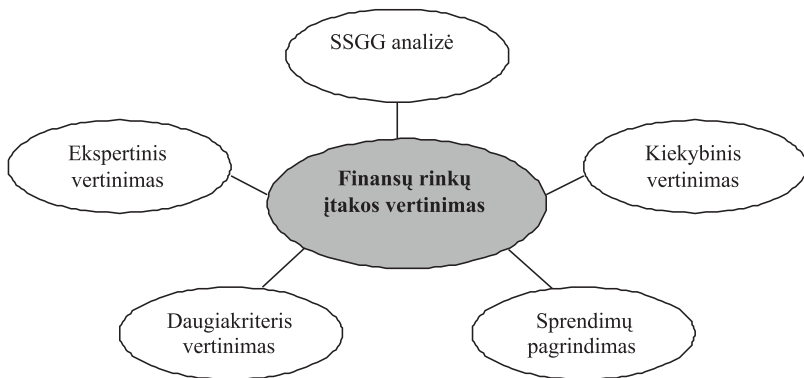 SSGG analizė
Ekspertinis
vertinimas
Kiekybinis
vertinimas
Finansų rinkų
įtakos vertinimas
Daugiakriteris
vertinimas
Sprendimų
pagrindimas